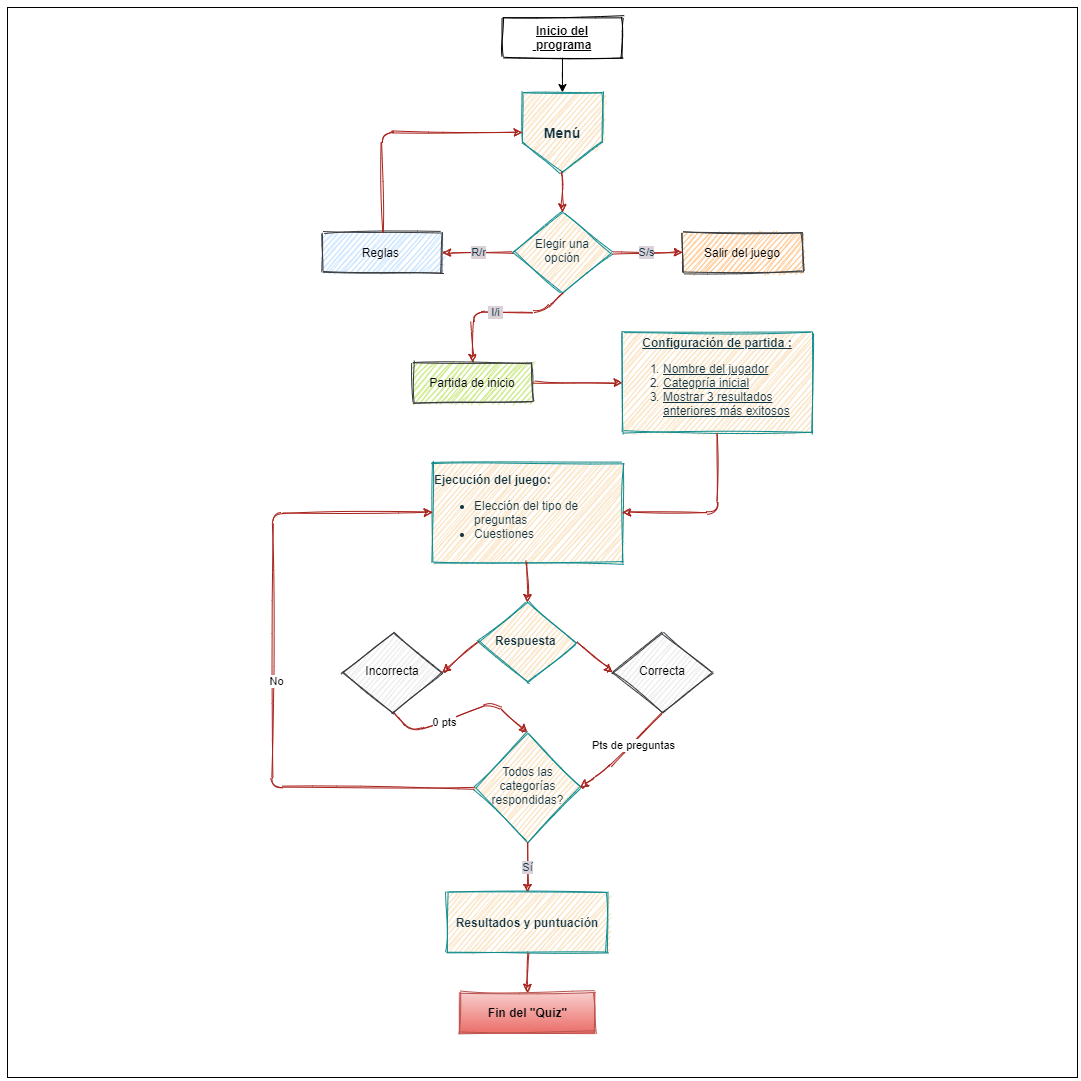 Inicio del
programa
Menú
Elegir una
opción
R/r
S/s
Reglas
Salir del juego
I/i
Partida de inicio
Configuración de partida :
1. Nombre del jugador
2. Categpría inicial
3. Mostrar 3 resultados
anteriores más exitosos
Ejecución del juego:
• Elección del tipo de
preguntas
• Cuestiones
Respuesta
Incorrecta
Correcta
No
0 pts
Pts de preguntas
Todos las
categorías
respondidas?
Sí
Resultados y puntuación
Fin del "Quiz"